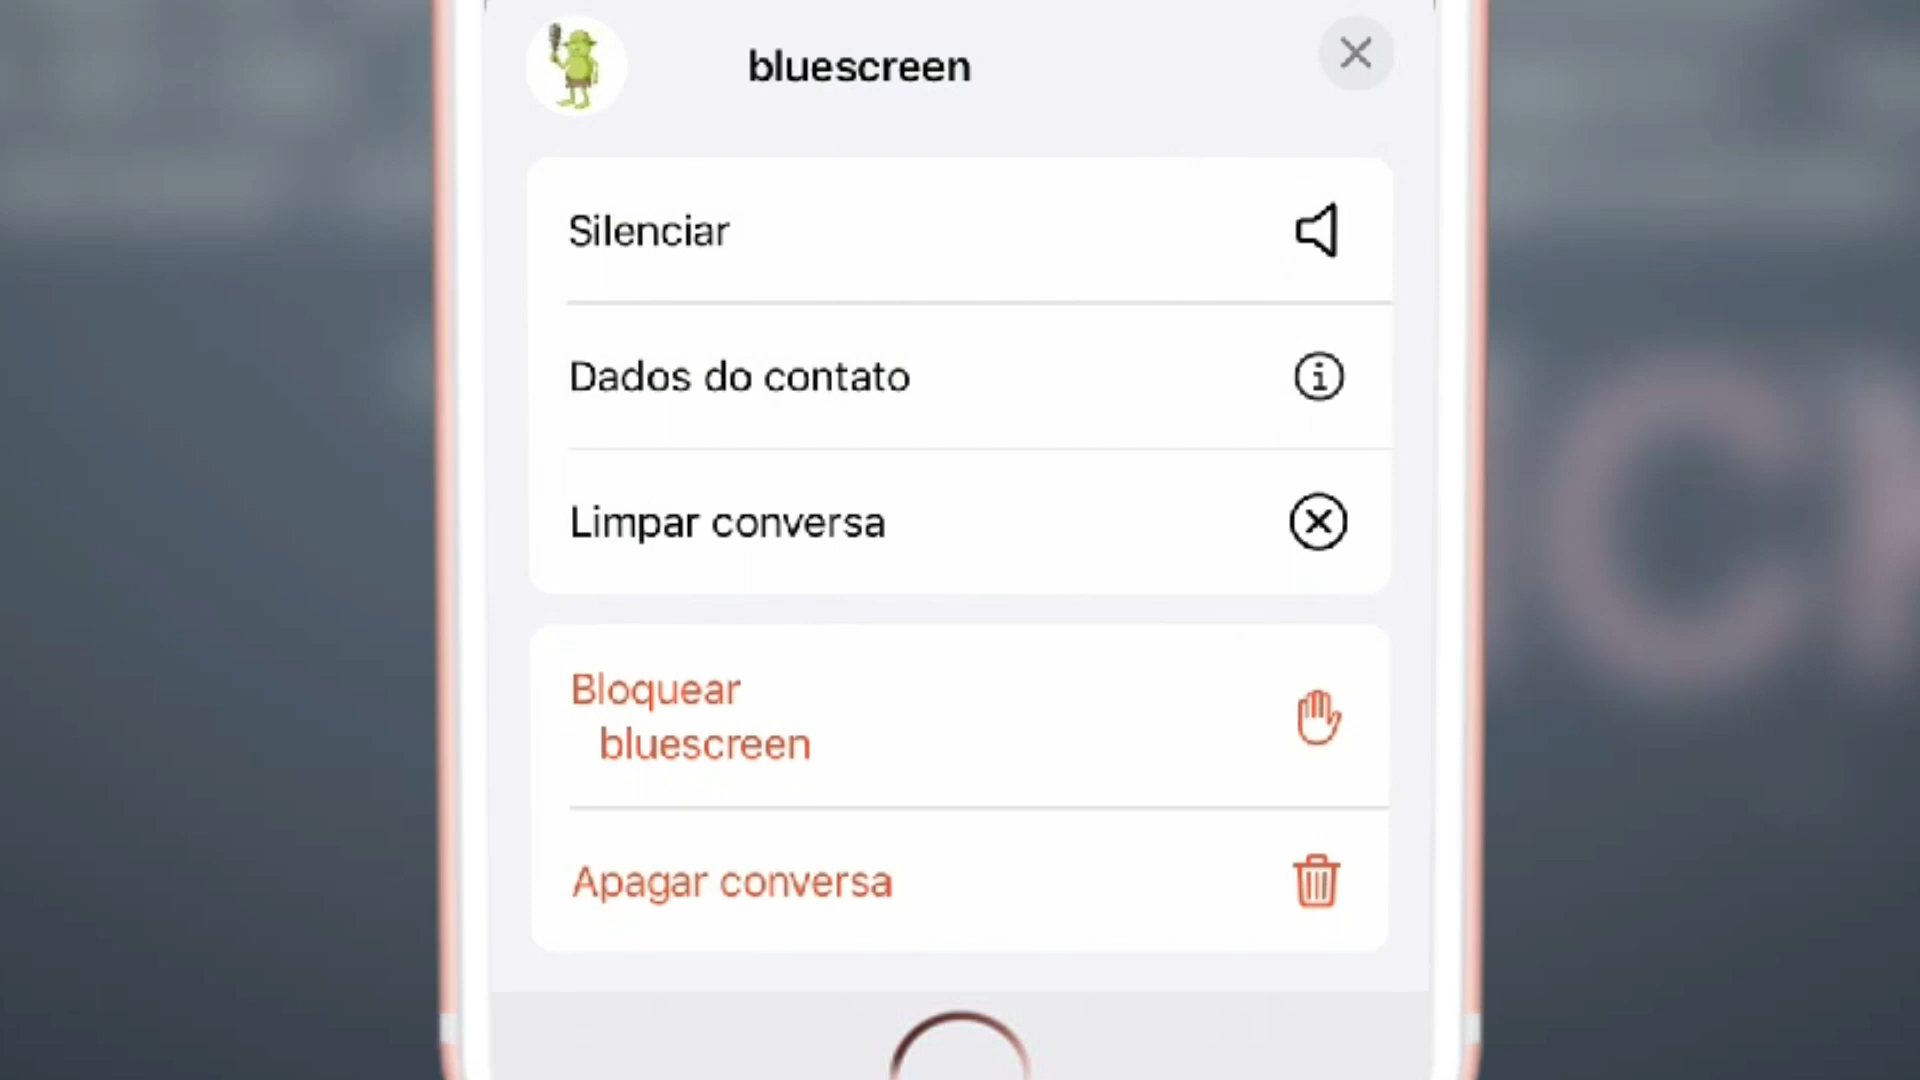 bluescreen
Silenciar
Dados do contato
Limpar conversa
Bloquear
bluescreen
Apagar conversa